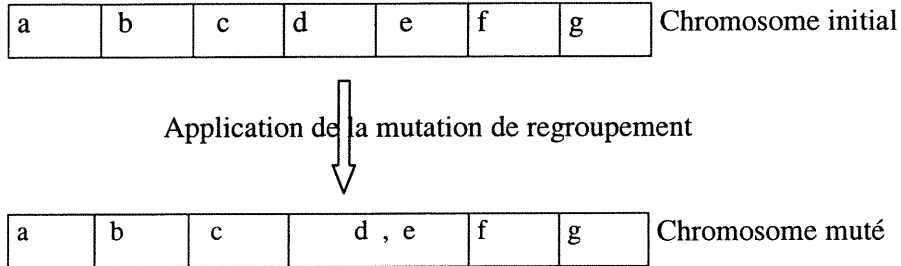 a b c d e f g Chromosome initial
Application de la mutation de regroupement
a b c d , e f g Chromosome muté